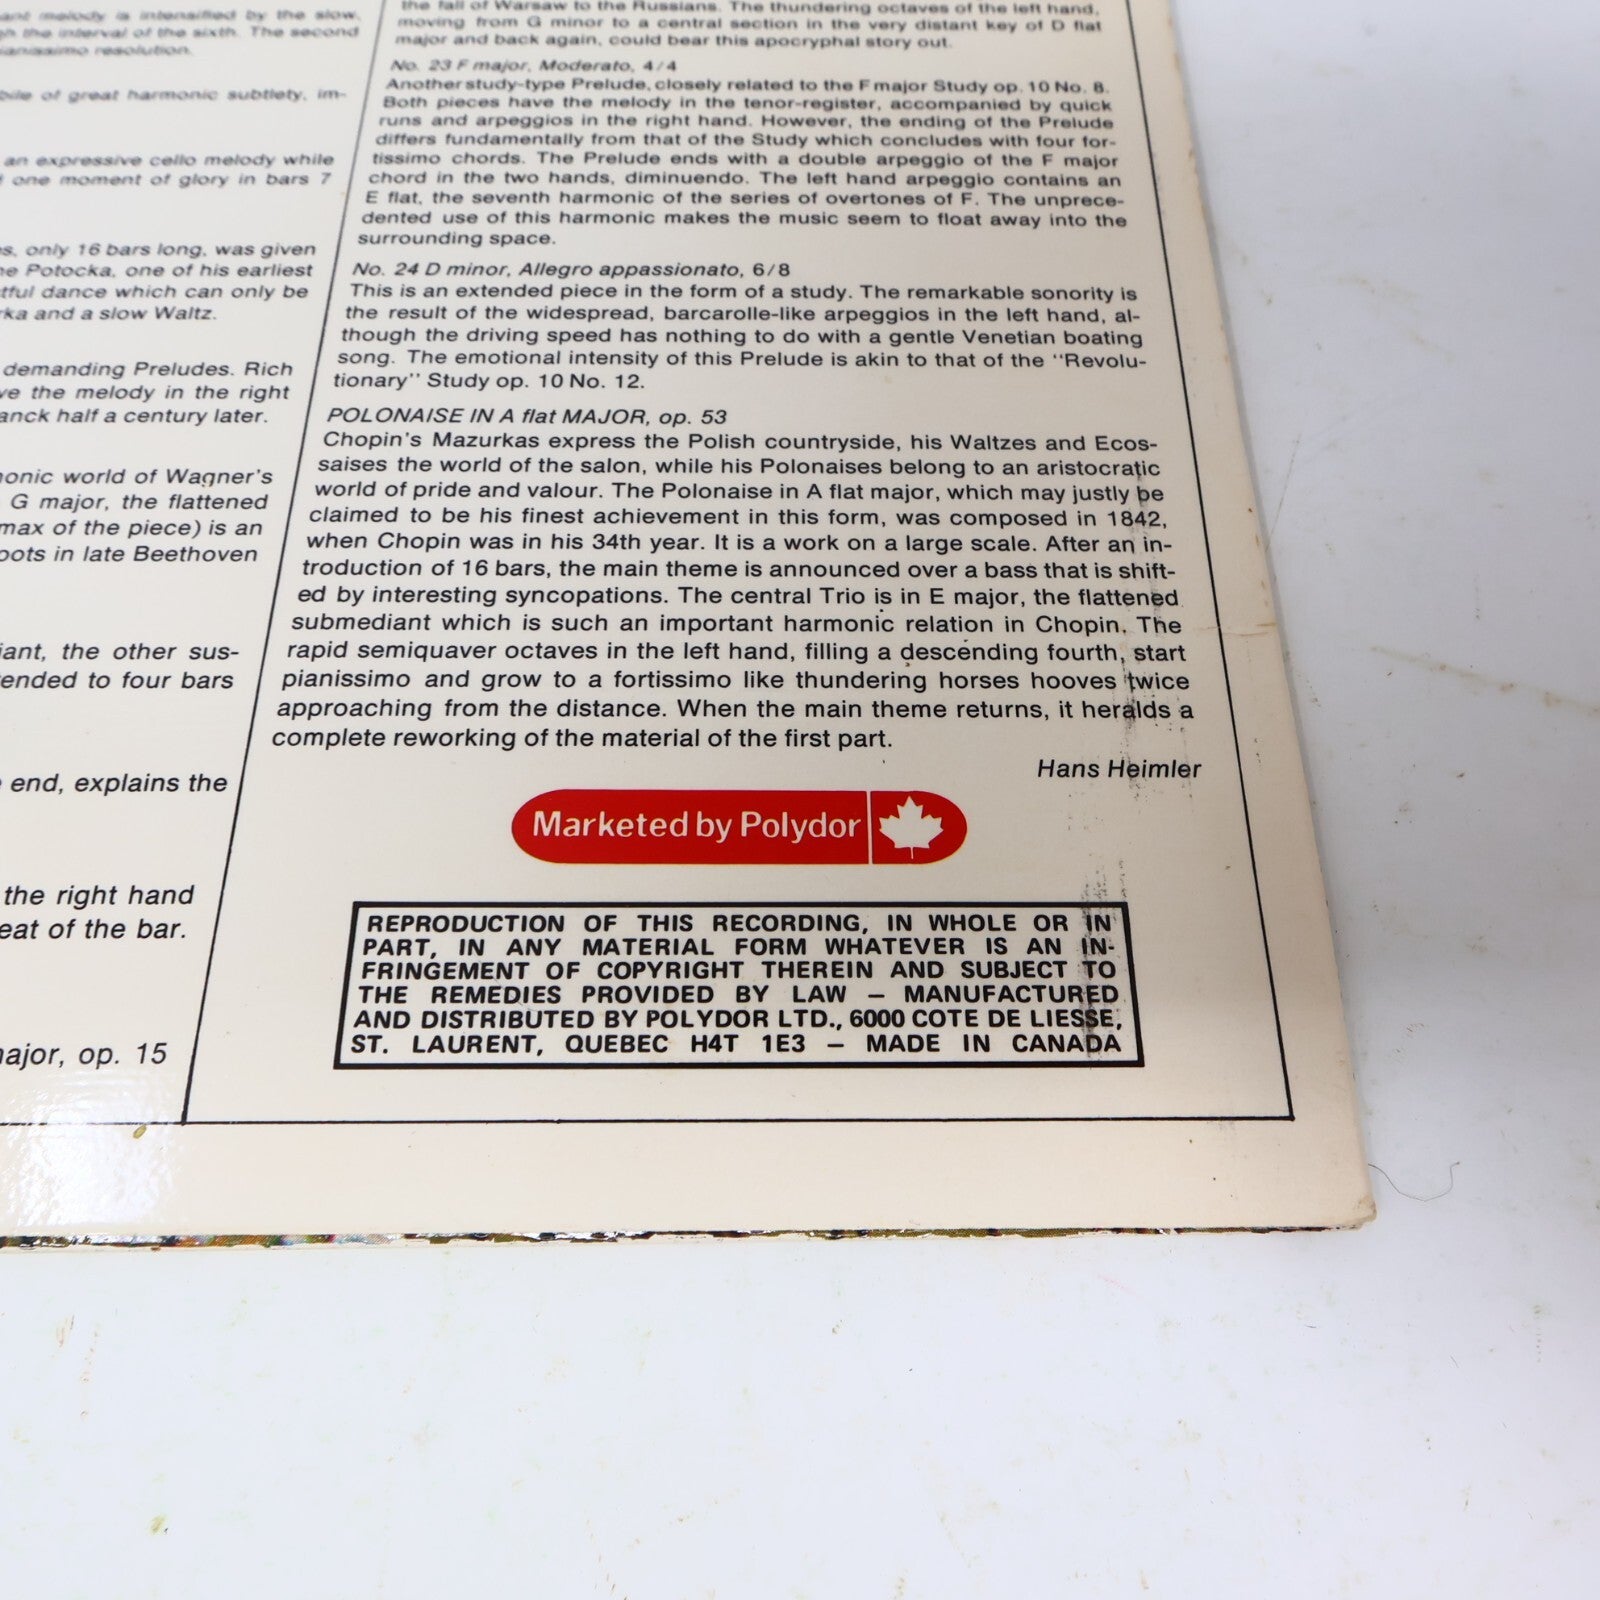 ant melody is intensified by the slow,
the interval of the sixth. The second
pianissimo resolution.
of great harmonic subtlety, im-
an expressive cello melody while
one moment of glory in bars 7
only 16 bars long, was given
Potocka, one of his earliest
dance which can only be
and a slow Waltz.
demanding Preludes. Rich
the melody in the right
anck half a century later.
onic world of Wagner's
G major, the flattened
max of the piece) is an
oots in late Beethoven
iant, the other sus-
ended to four bars
end, explains the
the right hand
eat of the bar.
major, op. 15
the fall of Warsaw to the Russians. The thundering octaves of the left hand,
moving from G minor to a central section in the very distant key of D flat
major and back again, could bear this apocryphal story out.
No. 23 F major, Moderato, 4/4
Another study-type Prelude, closely related to the F major Study op. 10 No. 8.
Both pieces have the melody in the tenor-register, accompanied by quick
runs and arpeggios in the right hand. However, the ending of the Prelude
differs fundamentally from that of the Study which concludes with four for-
tissimo chords. The Prelude ends with a double arpeggio of the F major
chord in the two hands, diminuendo. The left hand arpeggio contains an
E flat, the seventh harmonic of the series of overtones of F. The unprece-
dented use of this harmonic makes the music seem to float away into the
surrounding space.
No. 24 D minor, Allegro appassionato, 6/8
This is an extended piece in the form of a study. The remarkable sonority is
the result of the widespread, barcarolle-like arpeggios in the left hand, al-
though the driving speed has nothing to do with a gentle Venetian boating
song. The emotional intensity of this Prelude is akin to that of the "Revolu-
tionary" Study op. 10 No. 12.
POLONAISE IN A flat MAJOR, op. 53
Chopin's Mazurkas express the Polish countryside, his Waltzes and Ecos-
saises the world of the salon, while his Polonaises belong to an aristocratic
world of pride and valour. The Polonaise in A flat major, which may justly be
claimed to be his finest achievement in this form, was composed in 1842,
when Chopin was in his 34th year. It is a work on a large scale. After an in-
troduction of 16 bars, the main theme is announced over a bass that is shift-
ed by interesting syncopations. The central Trio is in E major, the flattened
submediant which is such an important harmonic relation in Chopin. The
rapid semiquaver octaves in the left hand, filling a descending fourth, start
pianissimo and grow to a fortissimo like thundering horses hooves twice
approaching from the distance. When the main theme returns, it heralds a
complete reworking of the material of the first part.
Hans Heimler
Marketed by Polydor
REPRODUCTION OF THIS RECORDING, IN WHOLE OR IN
PART, IN ANY MATERIAL FORM WHATEVER IS AN IN-
FRINGEMENT OF COPYRIGHT THEREIN AND SUBJECT TO
THE REMEDIES PROVIDED BY LAW – MANUFACTURED
AND DISTRIBUTED BY POLYDOR LTD., 6000 COTE DE LIESSE,
ST. LAURENT, QUEBEC H4T 1E3 – MADE IN CANADA